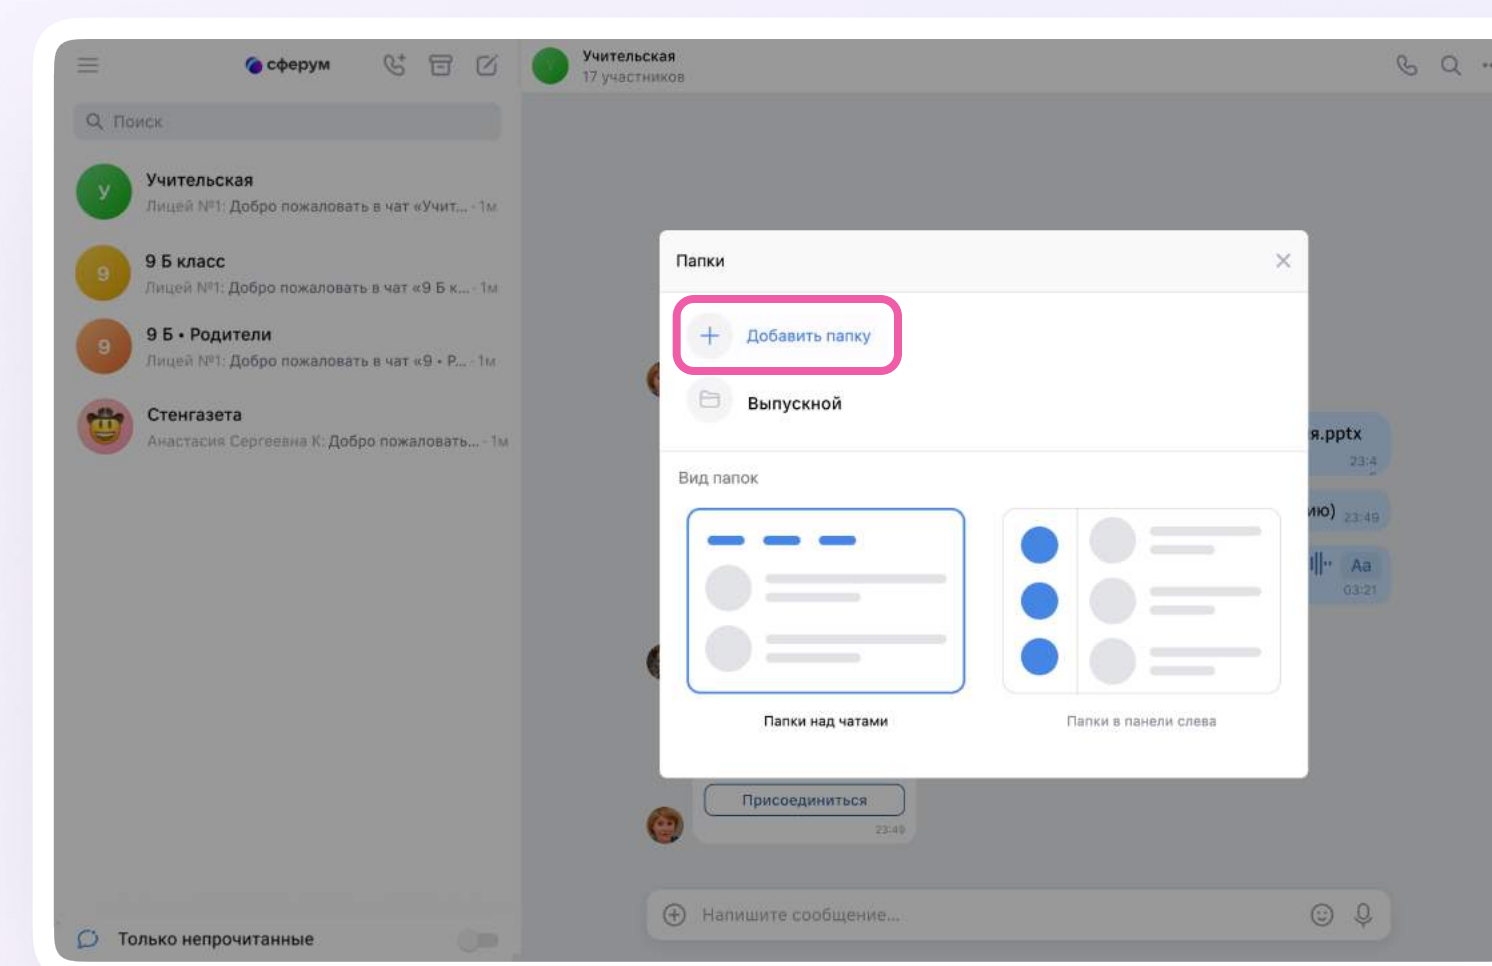 сферум
Учительская
17 участников
Поиск
У
Учительская
Лицей №1: Добро пожаловать в чат «Учит... · 1м
9
9 Б класс
Лицей №1: Добро пожаловать в чат «9 Б к... · 1м
9
9 Б • Родители
Лицей №1: Добро пожаловать в чат «9 • Р... · 1м
Стенгазета
Анастасия Сергеевна К: Добро пожаловать... · 1м
Только непрочитанные
Папки
Добавить папку
Выпускной
Вид папок
Папки над чатами
Папки в панели слева
я.pptx
23:4
ию) 23:49
Aa
03:21
Присоединиться
23:49
Напишите сообщение...